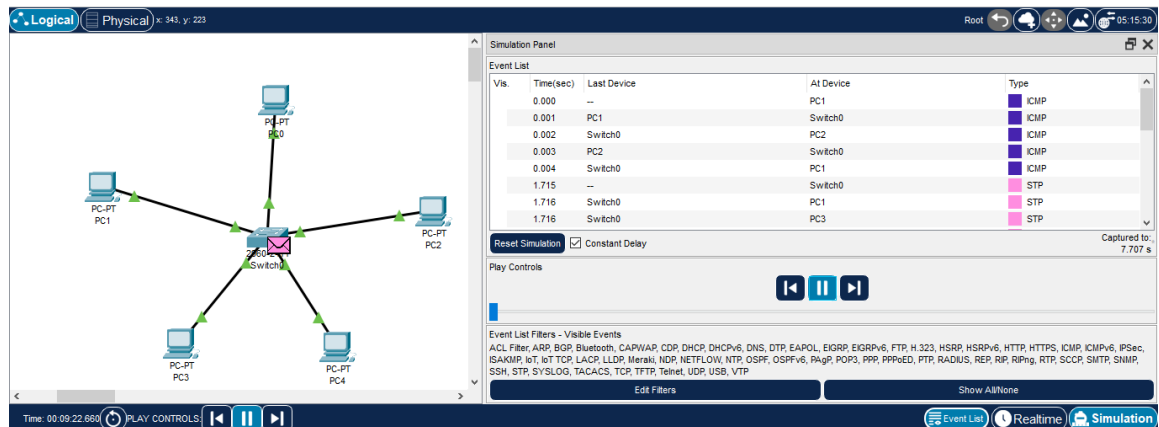 Logical Physical x: 343, y: 223 Root 05:15:30
Simulation Panel
Event List
Vis. Time(sec) Last Device At Device Type
0.000 -- PC1 ICMP
0.001 PC1 Switch0 ICMP
0.002 Switch0 PC2 ICMP
0.003 PC2 Switch0 ICMP
0.004 Switch0 PC1 ICMP
1.715 -- Switch0 STP
1.716 Switch0 PC1 STP
1.716 Switch0 PC3 STP
Reset Simulation Constant Delay Captured to:
7.707 s
Play Controls
Event List Filters - Visible Events
ACL Filter, ARP, BGP, Bluetooth, CAPWAP, CDP, DHCP, DHCPv6, DNS, DTP, EAPOL, EIGRP, EIGRPv6, FTP, H.323, HSRP, HSRPv6, HTTP, HTTPS, ICMP, ICMPv6, IPSec,
ISAKMP, IoT, IoT TCP, LACP, LLDP, Meraki, NDP, NETFLOW, NTP, OSPF, OSPFv6, PAgP, POP3, PPP, PPPoED, PTP, RADIUS, REP, RIP, RIPng, RTP, SCCP, SMTP, SNMP,
SSH, STP, SYSLOG, TACACS, TCP, TFTP, Telnet, UDP, USB, VTP
Edit Filters Show All/None
PC-PT
PC0
PC-PT
PC1
PC-PT
PC2
Switch0
PC-PT
PC3
PC-PT
PC4
Time: 00:09:22.660 PLAY CONTROLS: Event List Realtime Simulation